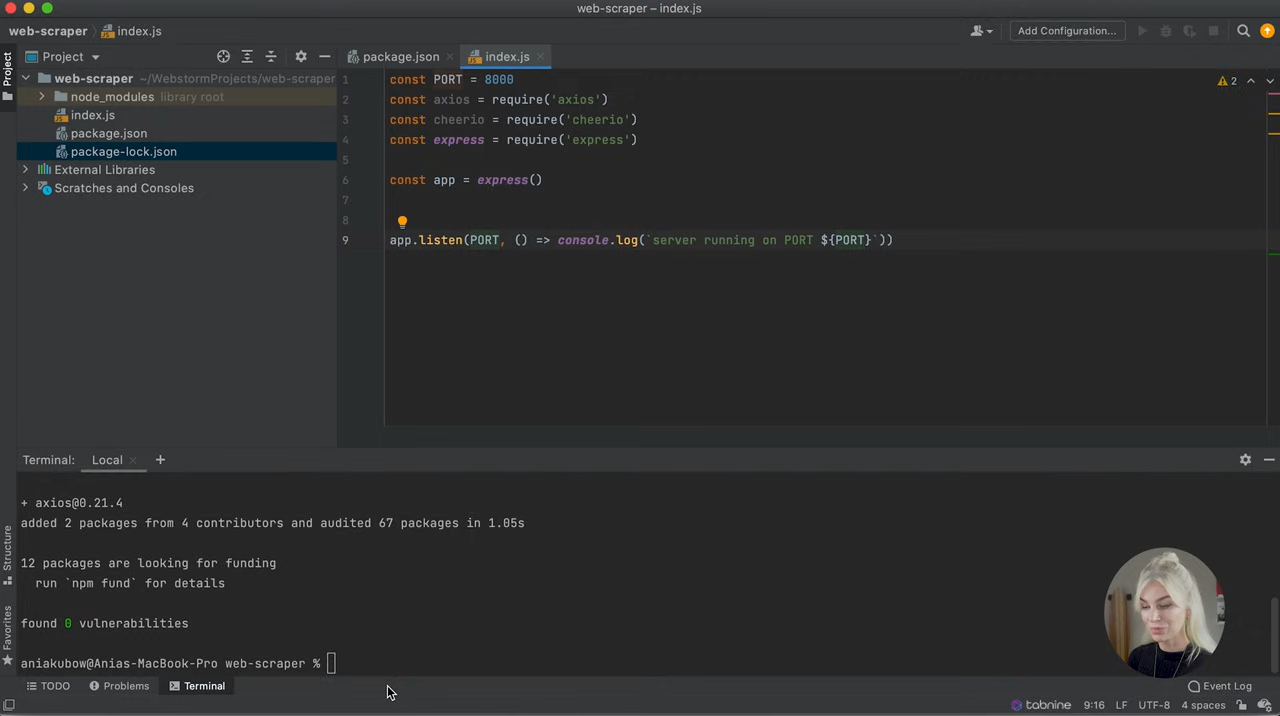 web-scraper – index.js
web-scraper
index.js
Add Configuration...
Project
Project
package.json
index.js
web-scraper ~/WebstormProjects/web-scraper
node_modules library root
index.js
package.json
package-lock.json
External Libraries
Scratches and Consoles
1 const PORT = 8000
2 const axios = require('axios')
3 const cheerio = require('cheerio')
4 const express = require('express')
5
6 const app = express()
7
8
9 app.listen(PORT, () => console.log(`server running on PORT ${PORT}`))
2
Terminal: Local +
+ axios@0.21.4
added 2 packages from 4 contributors and audited 67 packages in 1.05s
12 packages are looking for funding
run `npm fund` for details
found 0 vulnerabilities
aniakubow@Anias-MacBook-Pro web-scraper %
Structure
Favorites
TODO
Problems
Terminal
Event Log
tabnine
9:16 LF UTF-8 4 spaces